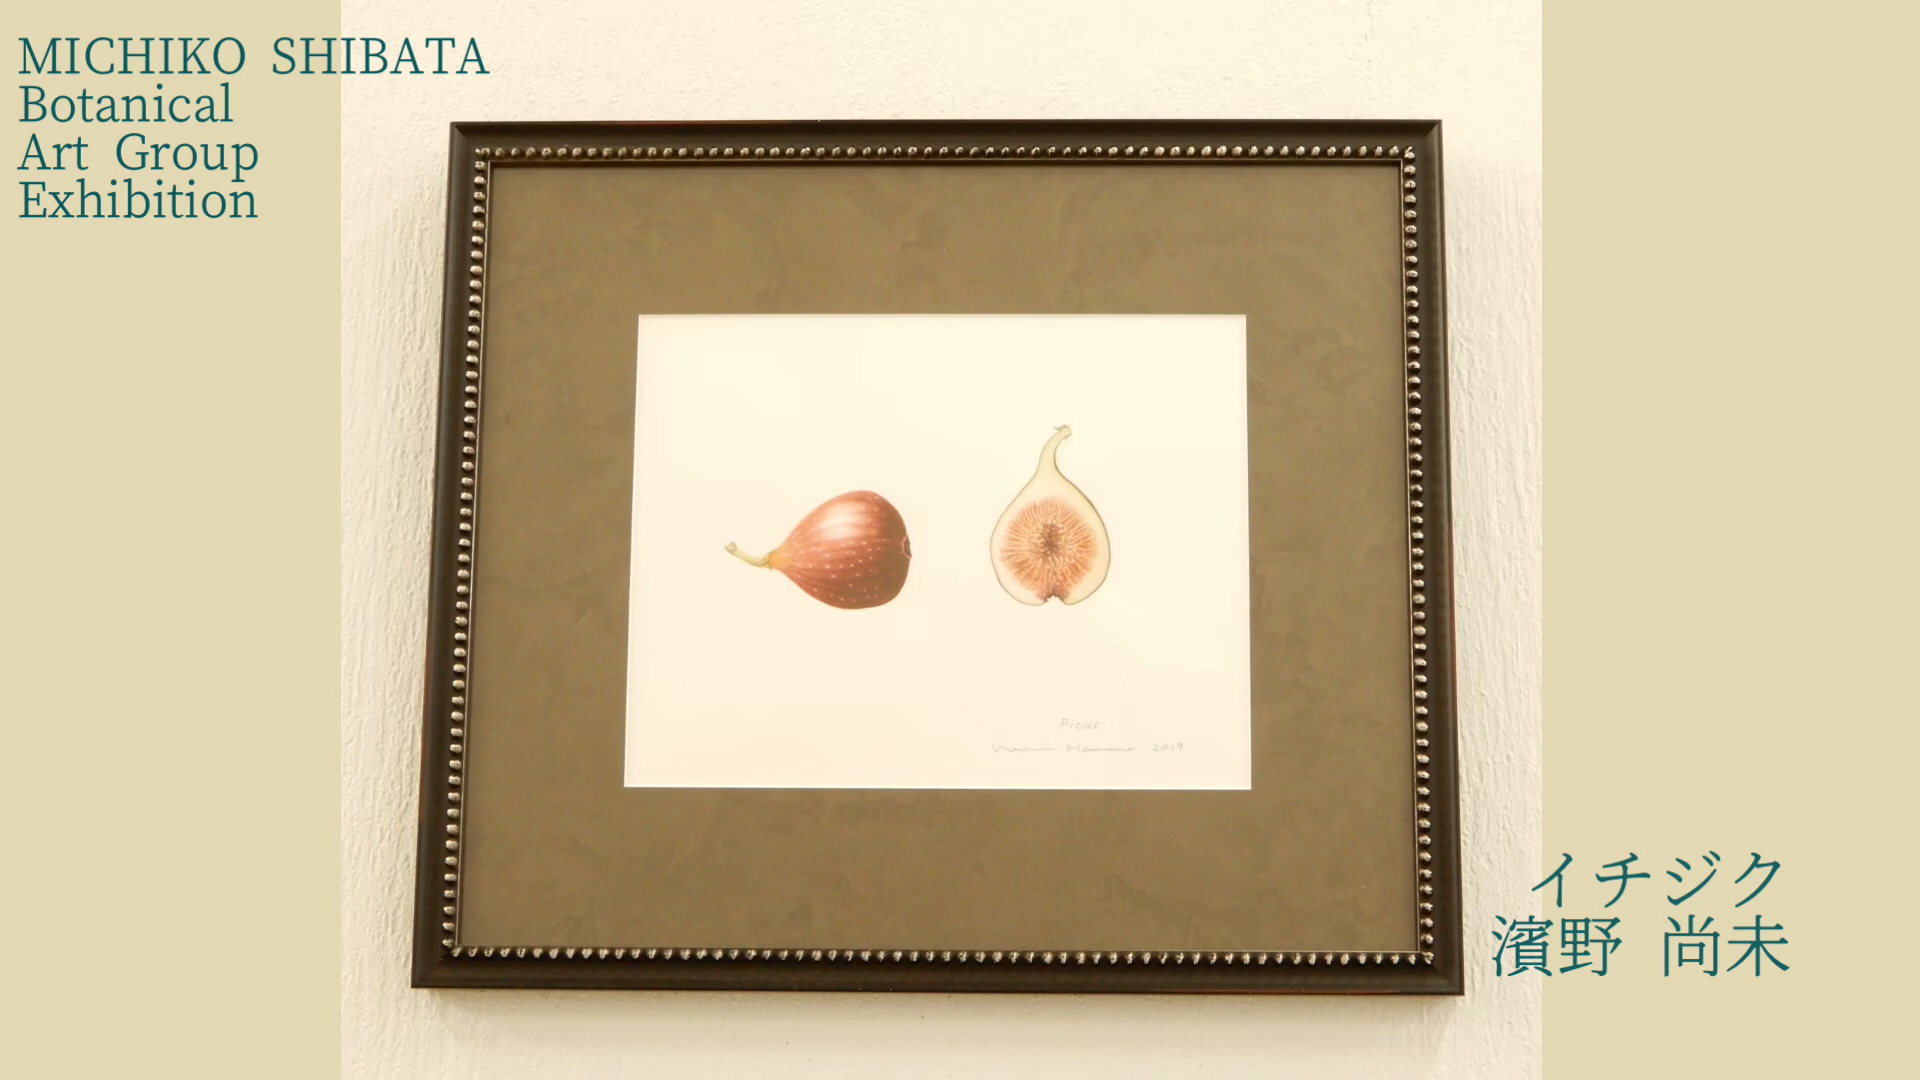 MICHIKO SHIBATA
Botanical
Art Group
Exhibition
2019
イチジク
濱野 尚未